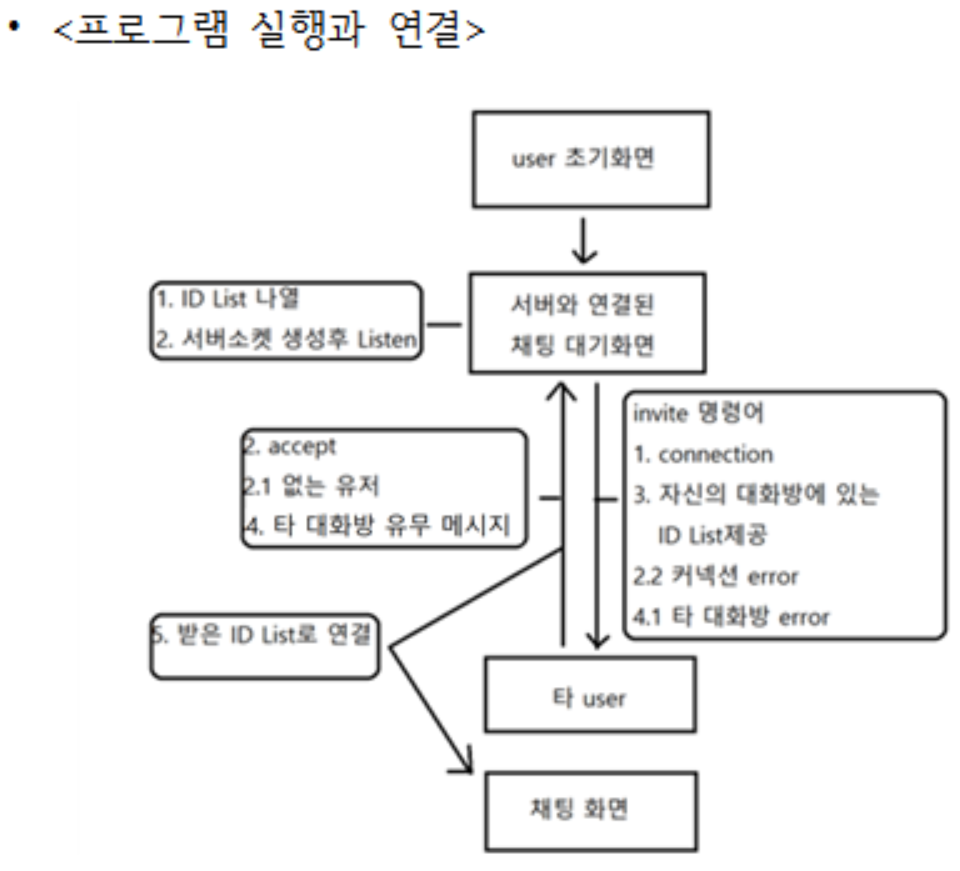 • <프로그램 실행과 연결>
user 초기화면
1. ID List 나열
2. 서버소켓 생성후 Listen
서버와 연결된
채팅 대기화면
2. accept
2.1 없는 유저
4. 타 대화방 유무 메시지
invite 명령어
1. connection
3. 자신의 대화방에 있는
ID List제공
2.2 커넥션 error
4.1 타 대화방 error
5. 받은 ID List로 연결
타 user
채팅 화면